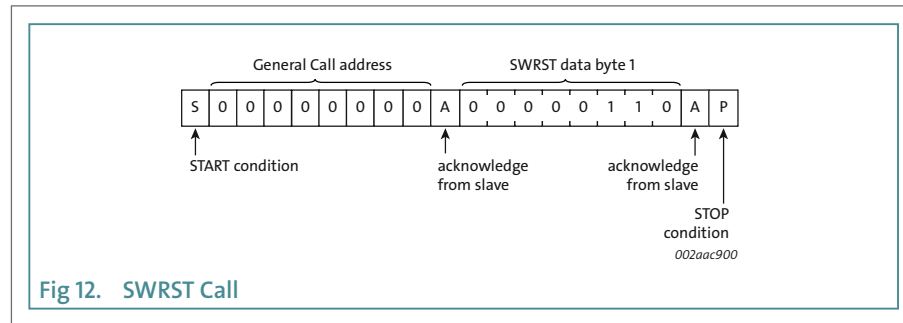 General Call address SWRST data byte 1
S 0 0 0 0 0 0 0 0 A 0 0 0 0 0 1 1 0 A P
START condition acknowledge acknowledge
from slave from slave
STOP
condition
002aac900
Fig 12. SWRST Call